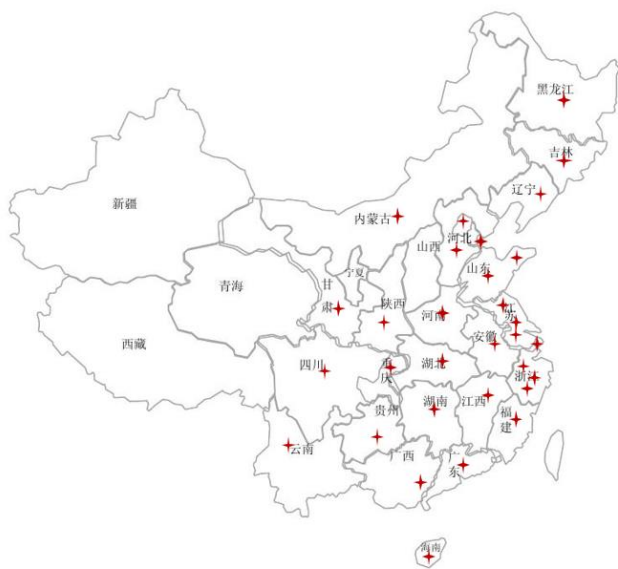 黑龙江
吉林
辽宁
新疆
内蒙古
河北
山西
宁夏
山东
青海
甘肃
陕西
河南
江苏
安徽
西藏
四川
重庆
湖北
浙江
贵州
湖南
江西
福建
云南
广西
广东
海南